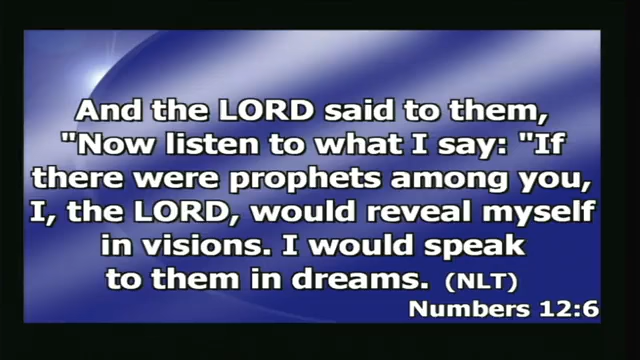 And the LORD said to them,
"Now listen to what I say: "If
there were prophets among you,
I, the LORD, would reveal myself
in visions. I would speak
to them in dreams. (NLT)
Numbers 12:6